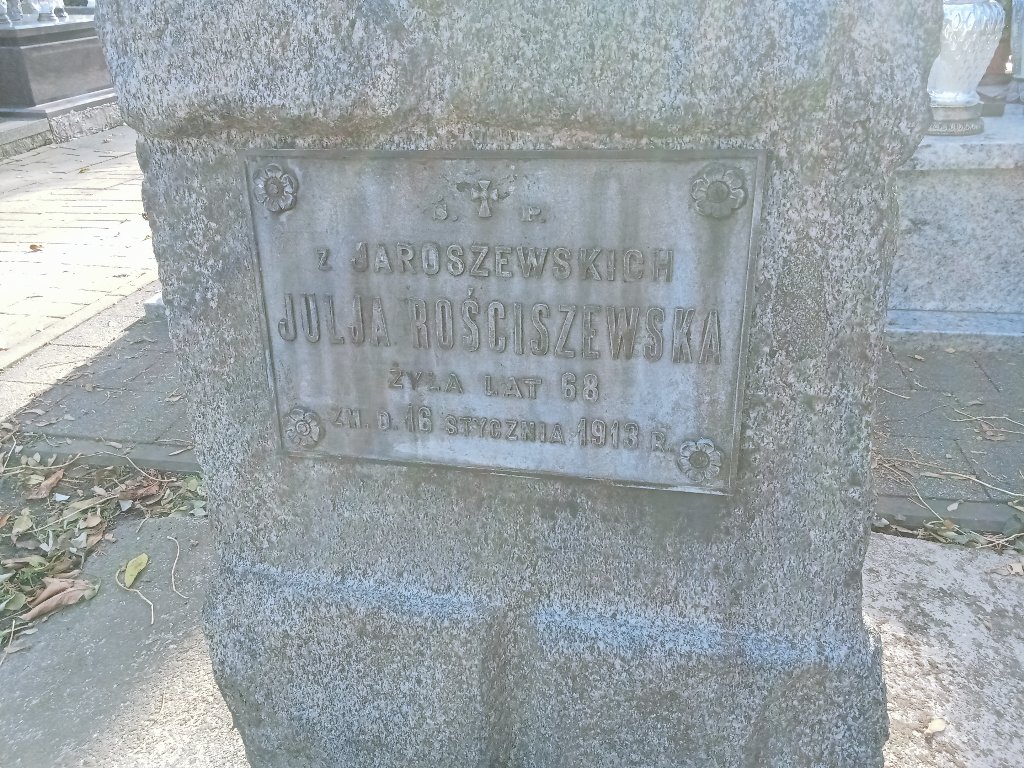 Ś. P.
z JAROSZEWSKICH
JULJA ROŚCISZEWSKA
ŻYŁA LAT 68
ZM. D. 16 STYCZNIA 1913 R.